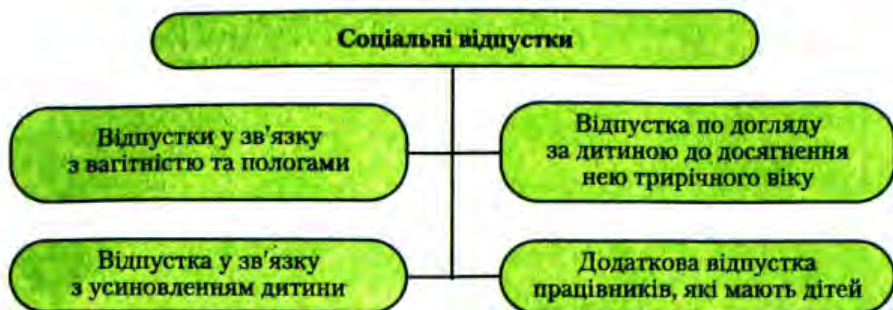 Соціальні відпустки
Відпустки у зв'язку
з вагітністю та пологами
Відпустка по догляду
за дитиною до досягнення
нею трирічного віку
Відпустка у зв'язку
з усиновленням дитини
Додаткова відпустка
працівників, які мають дітей